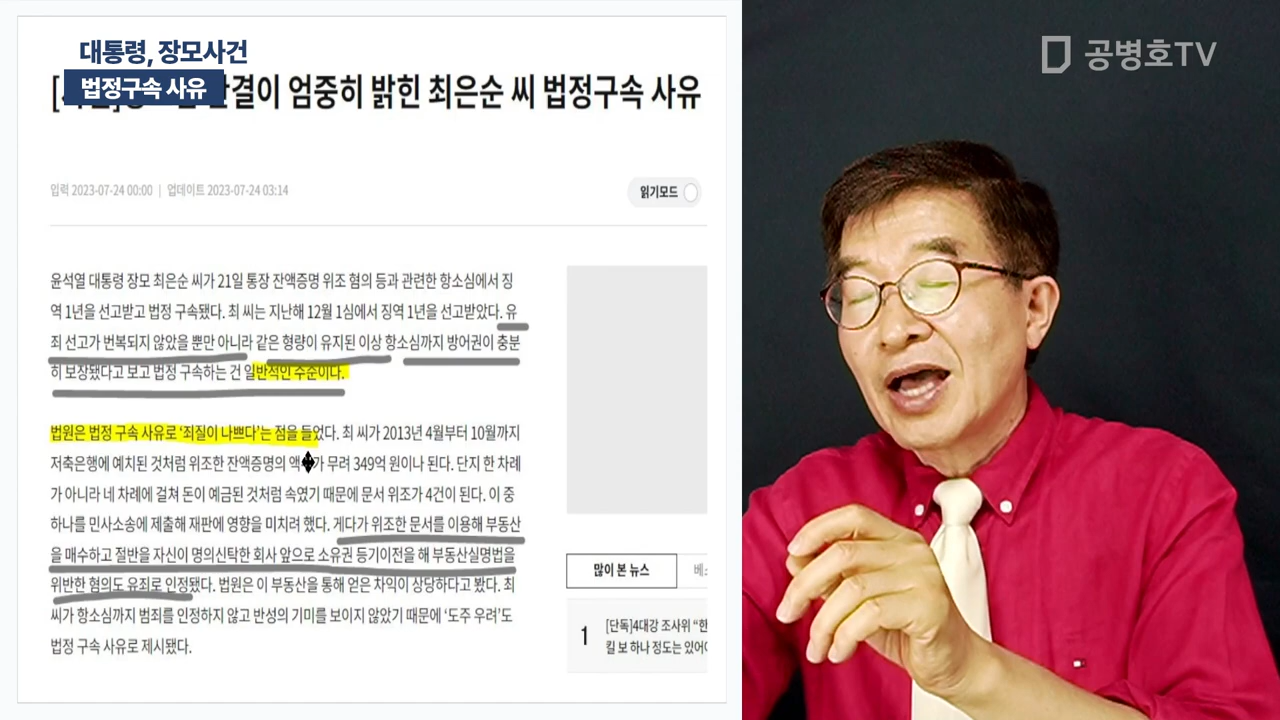 대통령, 장모사건
법정구속 사유
판결이 엄중히 밝힌 최은순 씨 법정구속 사유
공병호TV
입력 2023-07-24 00:00 | 업데이트 2023-07-24 03:14
읽기모드
윤석열 대통령 장모 최은순 씨가 21일 통장 잔액증명 위조 혐의 등과 관련한 항소심에서 징
역 1년을 선고받고 법정 구속됐다. 최 씨는 지난해 12월 1심에서 징역 1년을 선고받았다. 유
죄 선고가 번복되지 않았을 뿐만 아니라 같은 형량이 유지된 이상 항소심까지 방어권이 충분
히 보장됐다고 보고 법정 구속하는 건 일반적인 수준이다.
법원은 법정 구속 사유로 ‘죄질이 나쁘다’는 점을 들었다. 최 씨가 2013년 4월부터 10월까지
저축은행에 예치된 것처럼 위조한 잔액증명의 액 가 무려 349억 원이나 된다. 단지 한 차례
가 아니라 네 차례에 걸쳐 돈이 예금된 것처럼 속였기 때문에 문서 위조가 4건이 된다. 이 중
하나를 민사소송에 제출해 재판에 영향을 미치려 했다. 게다가 위조한 문서를 이용해 부동산
을 매수하고 절반을 자신이 명의신탁한 회사 앞으로 소유권 등기이전을 해 부동산실명법을
위반한 혐의도 유죄로 인정됐다. 법원은 이 부동산을 통해 얻은 차익이 상당하다고 봤다. 최
씨가 항소심까지 범죄를 인정하지 않고 반성의 기미를 보이지 않았기 때문에 ‘도주 우려’도
법정 구속 사유로 제시됐다.
많이 본 뉴스
1
[단독]4대강 조사위 “한
킬 보 하나 정도는 있어